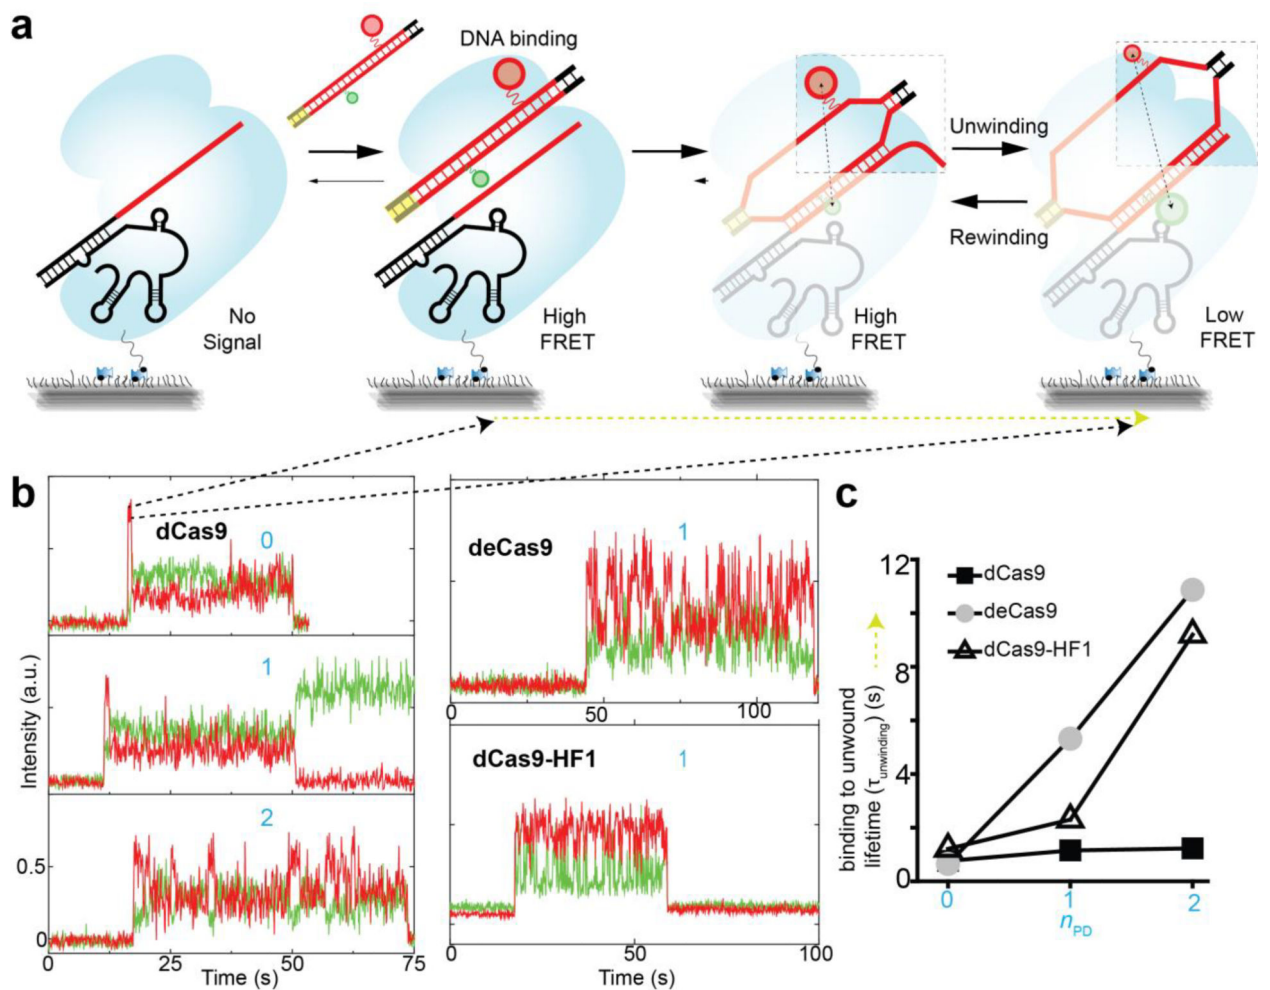 a
DNA binding
No
Signal
High
FRET
High
FRET
Unwinding
Rewinding
Low
FRET
b
Intensity (a.u.)
dCas9
0
1
2
0.5
0
0
25
50
75
Time (s)
deCas9
1
0
50
100
dCas9-HF1
1
0
50
100
Time (s)
c
binding to unwound
lifetime (τunwinding) (s)
12
8
4
0
dCas9
deCas9
dCas9-HF1
0
1
2
nPD